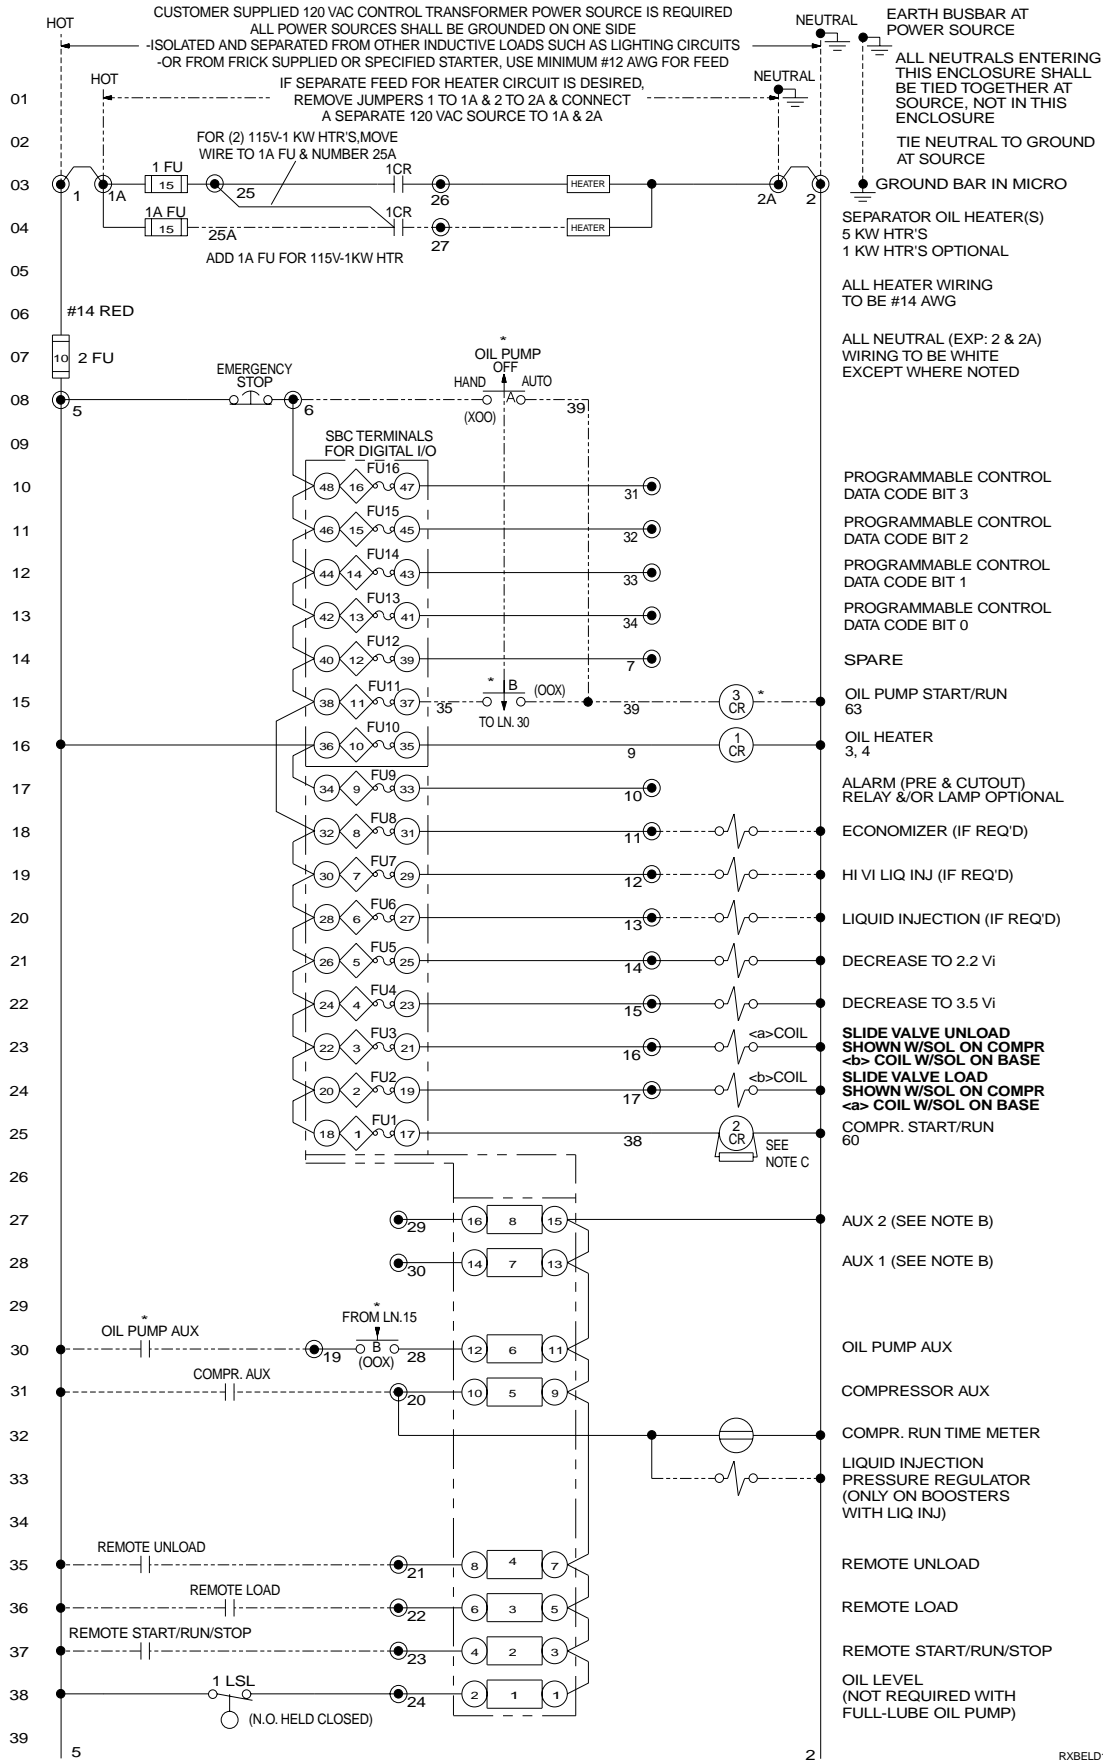 CUSTOMER SUPPLIED 120 VAC CONTROL TRANSFORMER POWER SOURCE IS REQUIRED
ALL POWER SOURCES SHALL BE GROUNDED ON ONE SIDE
-ISOLATED AND SEPARATED FROM OTHER INDUCTIVE LOADS SUCH AS LIGHTING CIRCUITS
-OR FROM FRICK SUPPLIED OR SPECIFIED STARTER, USE MINIMUM #12 AWG FOR FEED
HOT
NEUTRAL
EARTH BUSBAR AT
POWER SOURCE
ALL NEUTRALS ENTERING
THIS ENCLOSURE SHALL
BE TIED TOGETHER AT
SOURCE, NOT IN THIS
ENCLOSURE
TIE NEUTRAL TO GROUND
AT SOURCE
HOT
IF SEPARATE FEED FOR HEATER CIRCUIT IS DESIRED,
REMOVE JUMPERS 1 TO 1A & 2 TO 2A & CONNECT
A SEPARATE 120 VAC SOURCE TO 1A & 2A
NEUTRAL
01
02
FOR (2) 115V-1 KW HTR'S,MOVE
WIRE TO 1A FU & NUMBER 25A
03
1
1A
1 FU
15
25
1CR
26
HEATER
2A
2
GROUND BAR IN MICRO
04
1A FU
15
25A
1CR
27
HEATER
SEPARATOR OIL HEATER(S)
5 KW HTR'S
1 KW HTR'S OPTIONAL
ADD 1A FU FOR 115V-1KW HTR
05
ALL HEATER WIRING
TO BE #14 AWG
06
#14 RED
07
10
2 FU
ALL NEUTRAL (EXP: 2 & 2A)
WIRING TO BE WHITE
EXCEPT WHERE NOTED
08
5
EMERGENCY
STOP
6
*
OIL PUMP
OFF
HAND
AUTO
A
(XOO)
39
09
SBC TERMINALS
FOR DIGITAL I/O
10
48
16
FU16
47
31
PROGRAMMABLE CONTROL
DATA CODE BIT 3
11
46
15
FU15
45
32
PROGRAMMABLE CONTROL
DATA CODE BIT 2
12
44
14
FU14
43
33
PROGRAMMABLE CONTROL
DATA CODE BIT 1
13
42
13
FU13
41
34
PROGRAMMABLE CONTROL
DATA CODE BIT 0
14
40
12
FU12
39
7
SPARE
15
38
11
FU11
37
35
*
B
(OOX)
TO LN. 30
39
3
CR
*
OIL PUMP START/RUN
63
16
36
10
FU10
35
9
1
CR
OIL HEATER
3, 4
17
34
9
FU9
33
10
ALARM (PRE & CUTOUT)
RELAY &/OR LAMP OPTIONAL
18
32
8
FU8
31
11
ECONOMIZER (IF REQ'D)
19
30
7
FU7
29
12
HI VI LIQ INJ (IF REQ'D)
20
28
6
FU6
27
13
LIQUID INJECTION (IF REQ'D)
21
26
5
FU5
25
14
DECREASE TO 2.2 Vi
22
24
4
FU4
23
15
DECREASE TO 3.5 Vi
23
22
3
FU3
21
16
<a>COIL
SLIDE VALVE UNLOAD
SHOWN W/SOL ON COMPR
<b> COIL W/SOL ON BASE
24
20
2
FU2
19
17
<b>COIL
SLIDE VALVE LOAD
SHOWN W/SOL ON COMPR
<a> COIL W/SOL ON BASE
25
18
1
FU1
17
38
2
CR
SEE
NOTE C
COMPR. START/RUN
60
26
27
29
16
8
15
AUX 2 (SEE NOTE B)
28
30
14
7
13
AUX 1 (SEE NOTE B)
29
30
*
OIL PUMP AUX
19
*
FROM LN.15
B
(OOX)
28
12
6
11
OIL PUMP AUX
31
COMPR. AUX
20
10
5
9
COMPRESSOR AUX
32
COMPR. RUN TIME METER
33
LIQUID INJECTION
PRESSURE REGULATOR
(ONLY ON BOOSTERS
WITH LIQ INJ)
34
35
REMOTE UNLOAD
21
8
4
7
REMOTE UNLOAD
36
REMOTE LOAD
22
6
3
5
REMOTE LOAD
37
REMOTE START/RUN/STOP
23
4
2
3
REMOTE START/RUN/STOP
38
1 LSL
(N.O. HELD CLOSED)
24
2
1
1
OIL LEVEL
(NOT REQUIRED WITH
FULL-LUBE OIL PUMP)
39
5
2